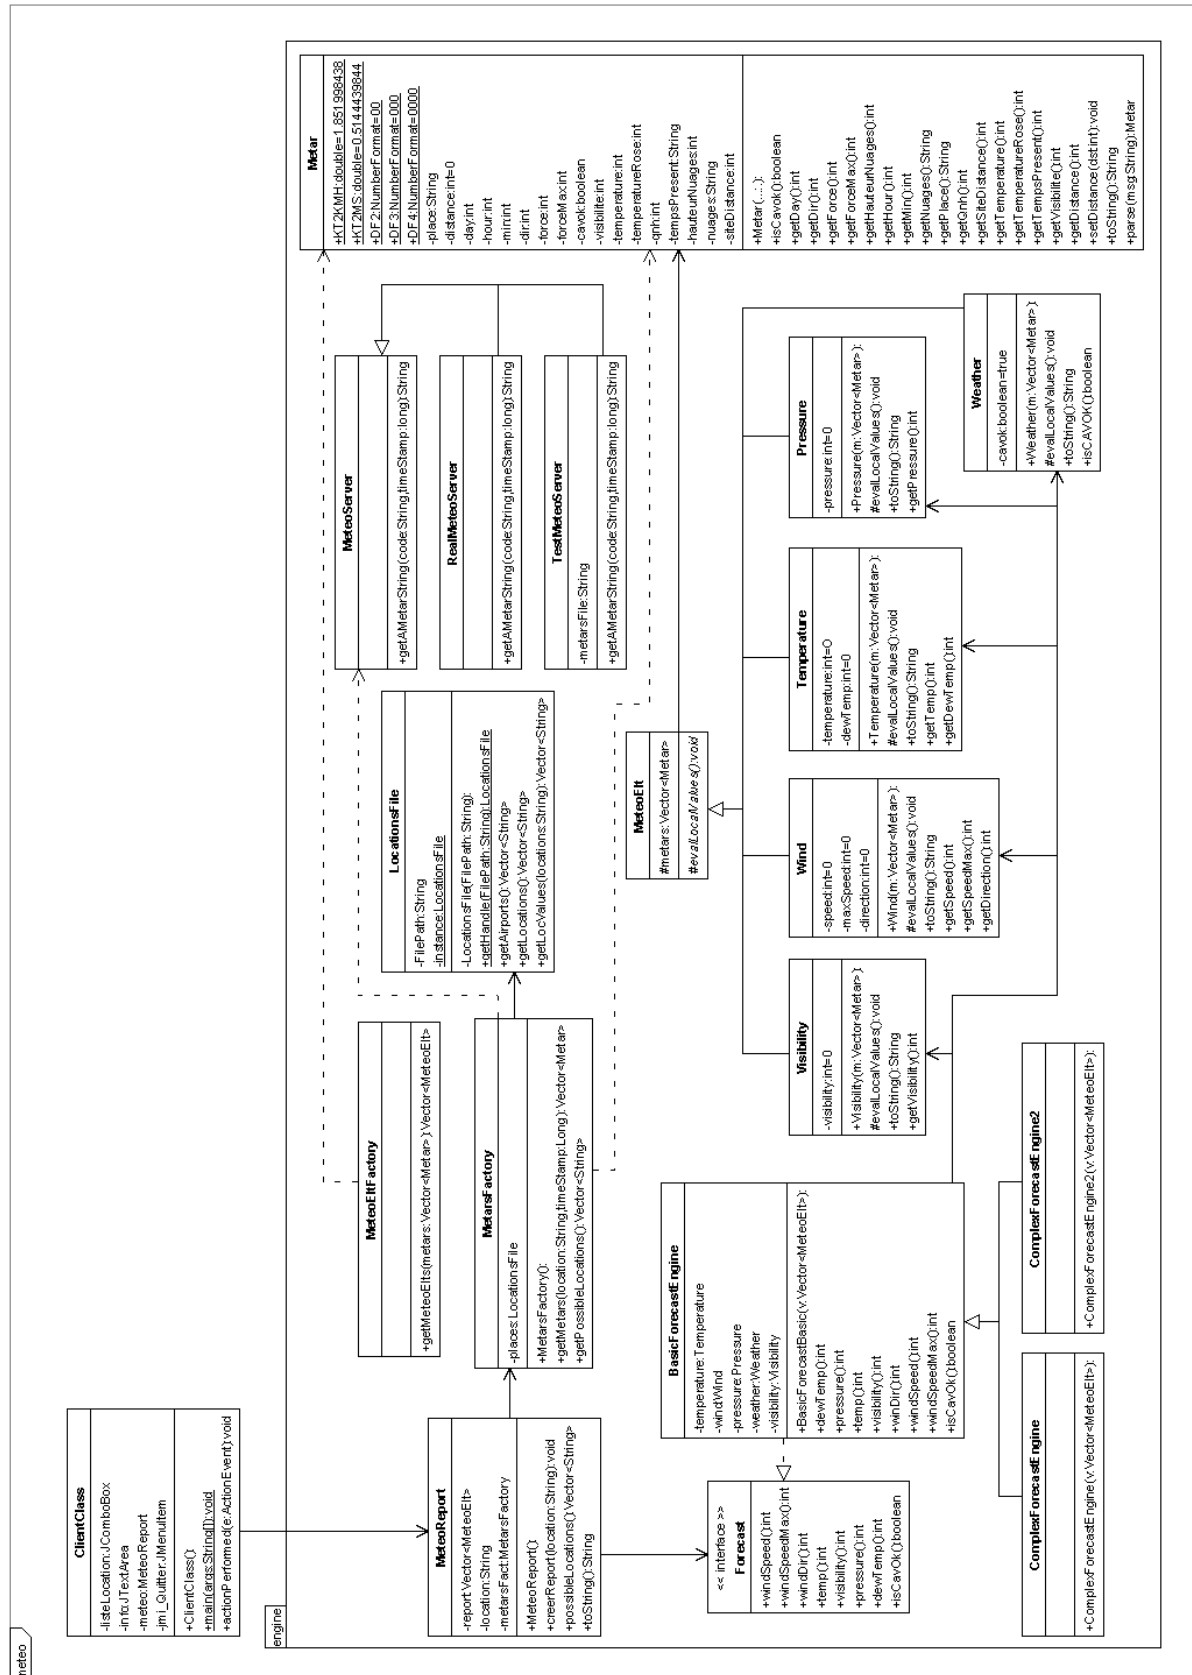 meteo
ClientClass
-listeLocation:JComboBox
-info:JTextArea
-meteo:MeteoReport
-jmi_Quitter:JMenuItem
+ClientClass():
+main(args:String[]):void
+actionPerformed(e:ActionEvent):void
engine
MeteoReport
-report:Vector<MeteoElt>
-location:String
-metarsFact:MetarsFactory
+MeteoReport():
+creerReport(location:String):void
+possibleLocations():Vector<String>
+toString():String
<< interface >>
Forecast
+windSpeed():int
+windSpeedMax():int
+windDir():int
+temp():int
+visibility():int
+pressure():int
+dewTemp():int
+isCavOk():boolean
MeteoEltFactory
+getMeteoElts(metars:Vector<Metar>):Vector<MeteoElt>
MetarsFactory
-places:LocationsFile
+MetarsFactory():
+getMetars(location:String,timeStamp:Long):Vector<Metar>
+getPossibleLocations():Vector<String>
BasicForecastEngine
-temperature:Temperature
-wind:Wind
-pressure:Pressure
-weather:Weather
-visibility:Visibility
+BasicForecastBasic(v:Vector<MeteoElt>):
+dewTemp():int
+pressure():int
+temp():int
+visibility():int
+winDir():int
+windSpeed():int
+windSpeedMax():int
+isCavOk():boolean
ComplexForecastEngine
+ComplexForecastEngine(v:Vector<MeteoElt>):
ComplexForecastEngine2
+ComplexForecastEngine2(v:Vector<MeteoElt>):
LocationsFile
-FilePath:String
-instance:LocationsFile
-LocationsFile(FilePath:String):
+getHandle(FilePath:String):LocationsFile
+getAirports():Vector<String>
+getLocations():Vector<String>
+getLocValues(locations:String):Vector<String>
MeteoServer
+getAMetarString(code:String,timeStamp:long):String
RealMeteoServer
+getAMetarString(code:String,timeStamp:long):String
TestMeteoServer
-metarsFile:String
+getAMetarString(code:String,timeStamp:long):String
MeteoElt
#metars:Vector<Metar>
#evalLocalValues():void
Visibility
-visibility:int=0
+Visibility(m:Vector<Metar>):
#evalLocalValues():void
+toString():String
+getVisibility():int
Wind
-speed:int=0
-maxSpeed:int=0
-direction:int=0
+Wind(m:Vector<Metar>):
#evalLocalValues():void
+toString():String
+getSpeed():int
+getSpeedMax():int
+getDirection():int
Temperature
-temperature:int=O
-dewTemp:int=0
+Temperature(m:Vector<Metar>):
#evalLocalValues():void
+toString():String
+getTemp():int
+getDewTemp():int
Pressure
-pressure:int=0
+Pressure(m:Vector<Metar>):
#evalLocalValues():void
+toString():String
+getPressure():int
Weather
-cavok:boolean=true
+Weather(m:Vector<Metar>):
#evalLocalValues():void
+toString():String
+isCAVOK():boolean
Metar
+KT2KMH:double=1.851998438
+KT2MS:double=0.5144439844
+DF2:NumberFormat=00
+DF3:NumberFormat=000
+DF4:NumberFormat=0000
-place:String
-distance:int=0
-day:int
-hour:int
-min:int
-dir:int
-force:int
-forceMax:int
-cavok:boolean
-visibilite:int
-temperature:int
-temperatureRose:int
-qnh:int
-tempsPresent:String
-hauteurNuages:int
-nuages:String
-siteDistance:int
+Metar(.....):
+isCavok():boolean
+getDay():int
+getDir():int
+getForce():int
+getForceMax():int
+getHauteurNuages():int
+getHour():int
+getMin():int
+getNuages():String
+getPlace():String
+getQnh():int
+getSiteDistance():int
+getTemperature():int
+getTemperatureRose():int
+getTempsPresent():int
+getVisibilite():int
+getDistance():int
+setDistance(dst:int):void
+toString():String
+parse(msg:String):Metar